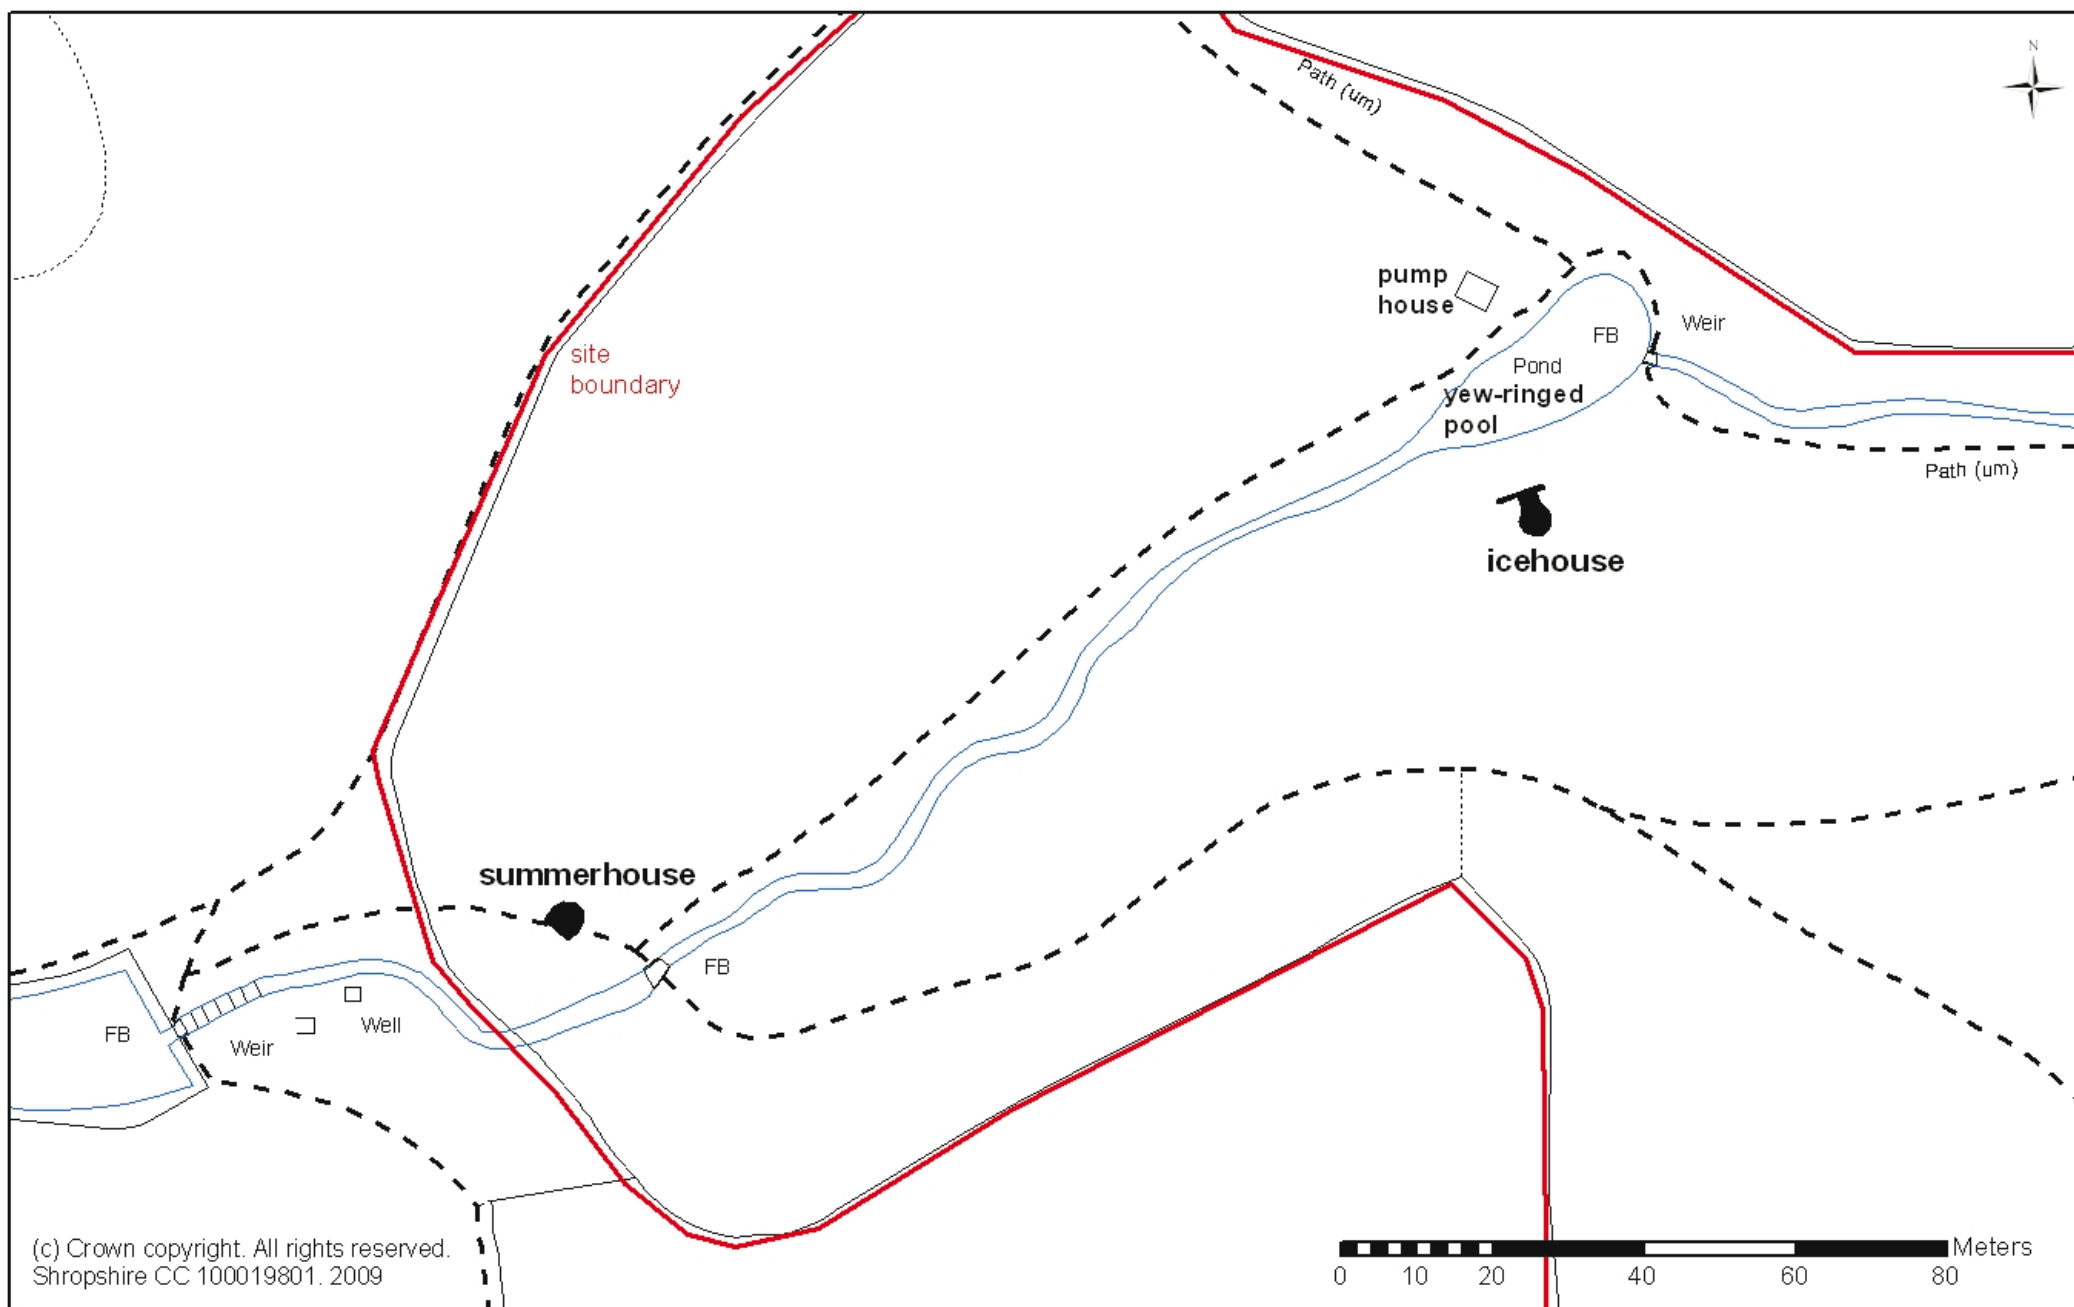 N
Path (um)
pump
house
Weir
FB
site
boundary
Pond
yew-ringed
pool
Path (um)
icehouse
summerhouse
FB
FB
Well
Weir
(c) Crown copyright. All rights reserved.
Shropshire CC 100019801. 2009
Meters
0 10 20 40 60 80